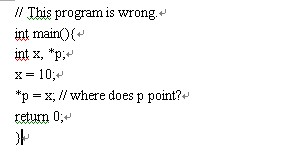 // This program is wrong.
int main(){
int x, *p;
x = 10;
*p = x; // where does p point?
return 0;
}